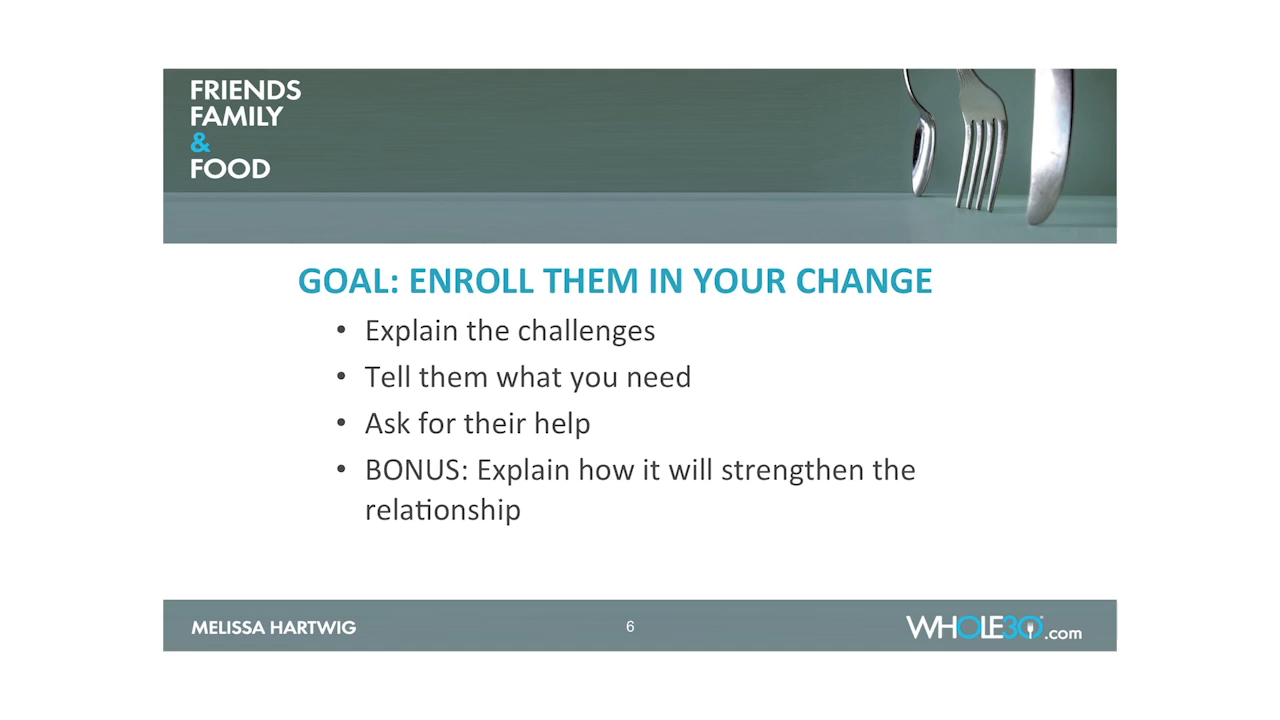 FRIENDS
FAMILY
&
FOOD
GOAL: ENROLL THEM IN YOUR CHANGE
• Explain the challenges
• Tell them what you need
• Ask for their help
• BONUS: Explain how it will strengthen the
relationship
MELISSA HARTWIG
6
WHOLE30.com